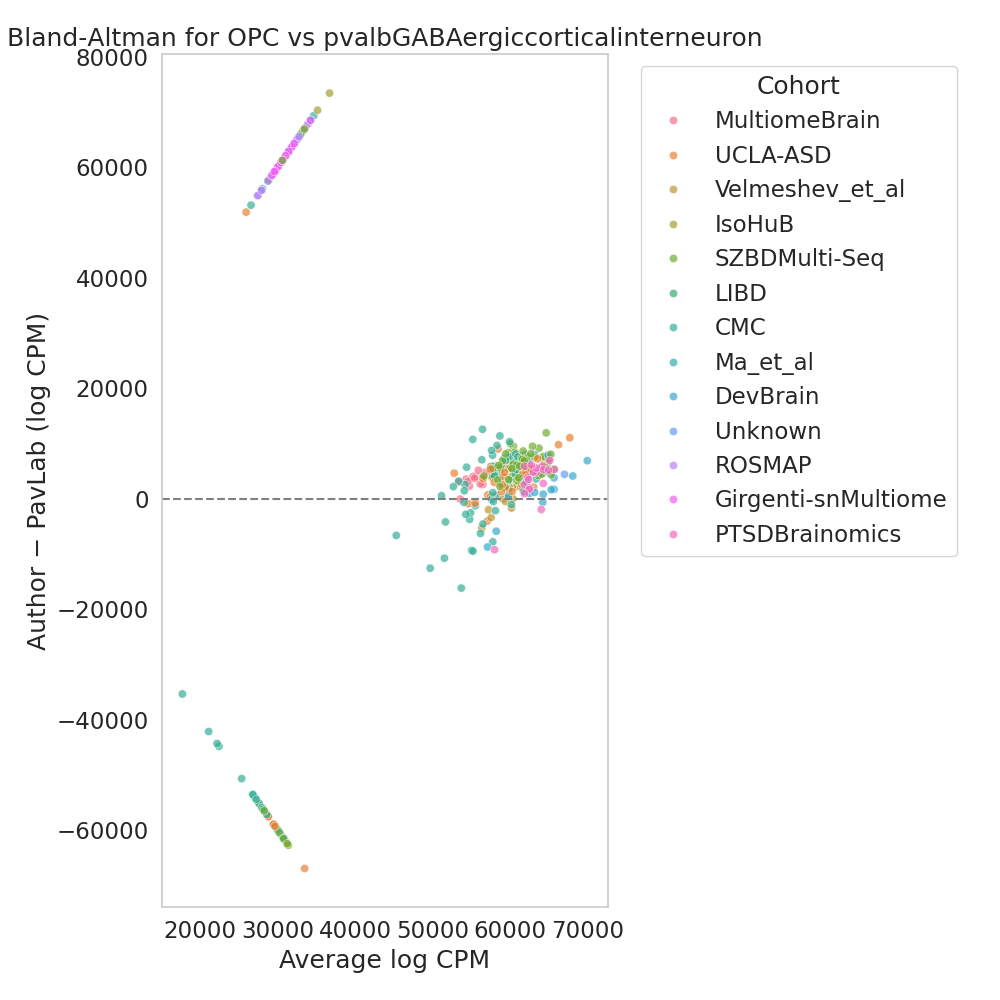 Bland-Altman for OPC vs pvalbGABAergiccorticalinterneuron
80000
60000
40000
20000
0
−20000
−40000
−60000
Author − PavLab (log CPM)
20000 30000 40000 50000 60000 70000
Average log CPM
Cohort
MultiomeBrain
UCLA-ASD
Velmeshev_et_al
IsoHuB
SZBDMulti-Seq
LIBD
CMC
Ma_et_al
DevBrain
Unknown
ROSMAP
Girgenti-snMultiome
PTSDBrainomics